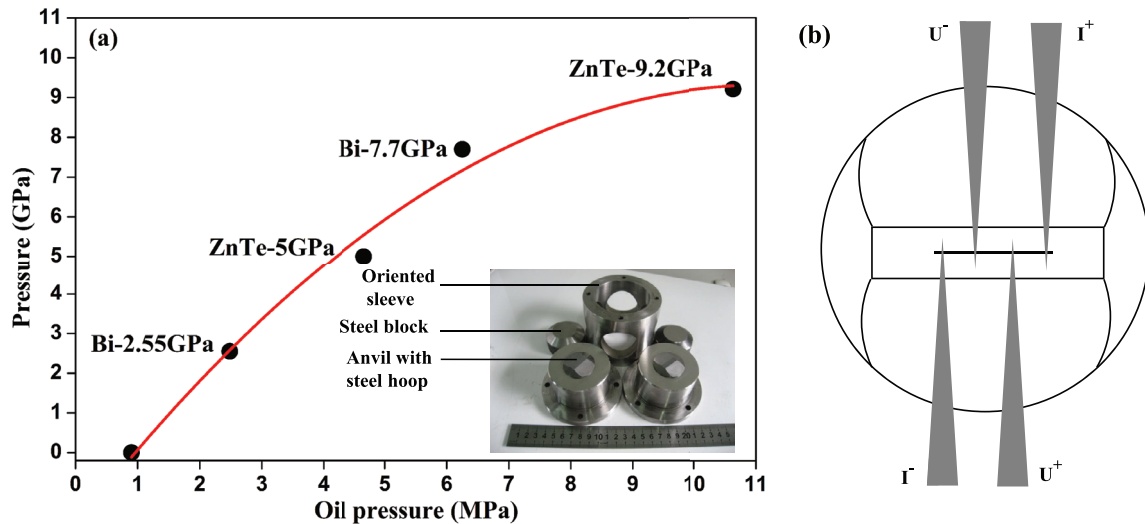 (a)
ZnTe-9.2GPa
Bi-7.7GPa
ZnTe-5GPa
Bi-2.55GPa
Pressure (GPa)
11
10
9
8
7
6
5
4
3
2
1
0
0 1 2 3 4 5 6 7 8 9 10 11
Oil pressure (MPa)
Oriented
sleeve
Steel block
Anvil with
steel hoop
(b)
U⁻
I⁺
I⁻
U⁺